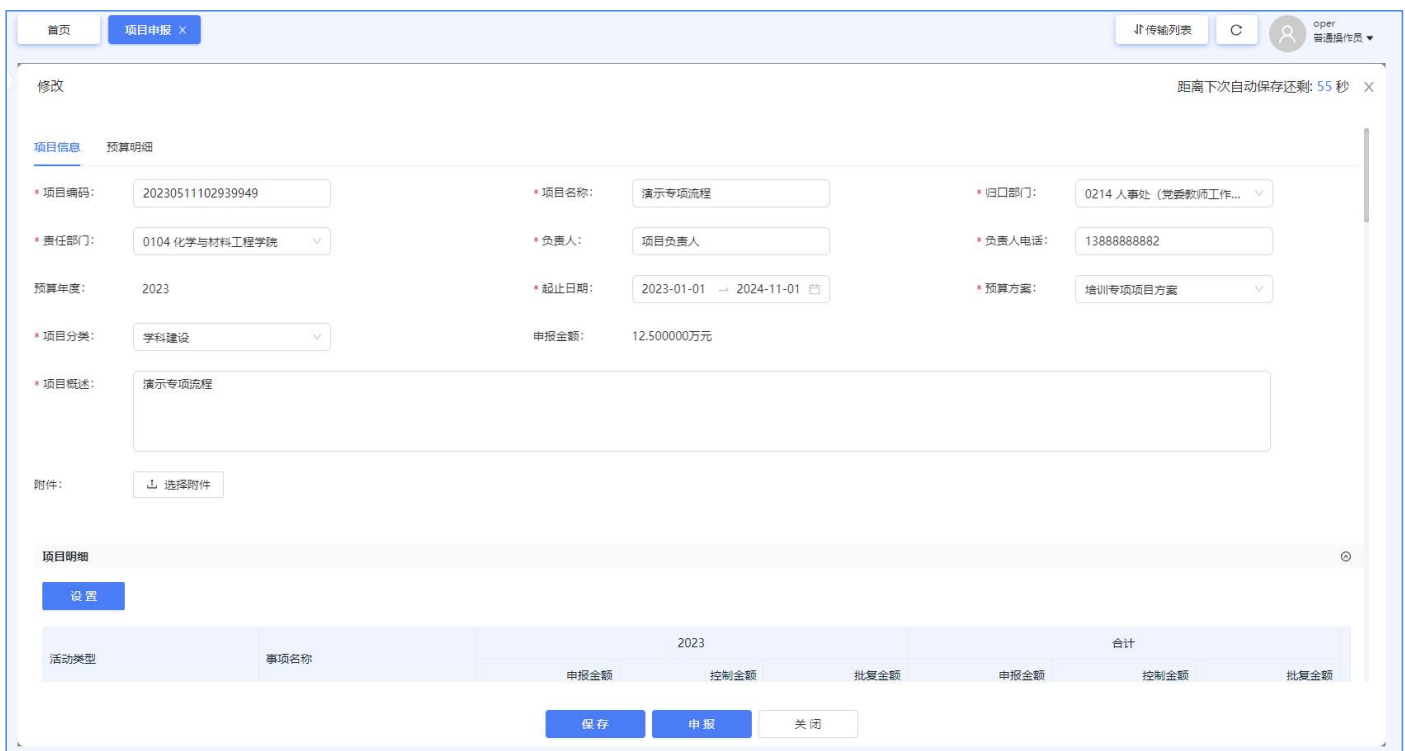 首页 项目申报 × 传输列表 C oper
普通操作员
修改 距离下次自动保存还剩: 55 秒 X
项目信息 预算明细
* 项目编码: 20230511102939949 * 项目名称: 演示专项流程 * 归口部门: 0214 人事处（党委教师工作...
* 责任部门: 0104 化学与材料工程学院 * 负责人: 项目负责人 * 负责人电话: 13888888882
预算年度: 2023 * 起止日期: 2023-01-01 → 2024-11-01 * 预算方案: 培训专项项目方案
* 项目分类: 学科建设 申报金额: 12.500000万元
* 项目概述: 演示专项流程
附件: 选择附件
项目明细
设置
活动类型 事项名称 2023 合计
申报金额 控制金额 批复金额 申报金额 控制金额 批复金额
保存 申报 关闭